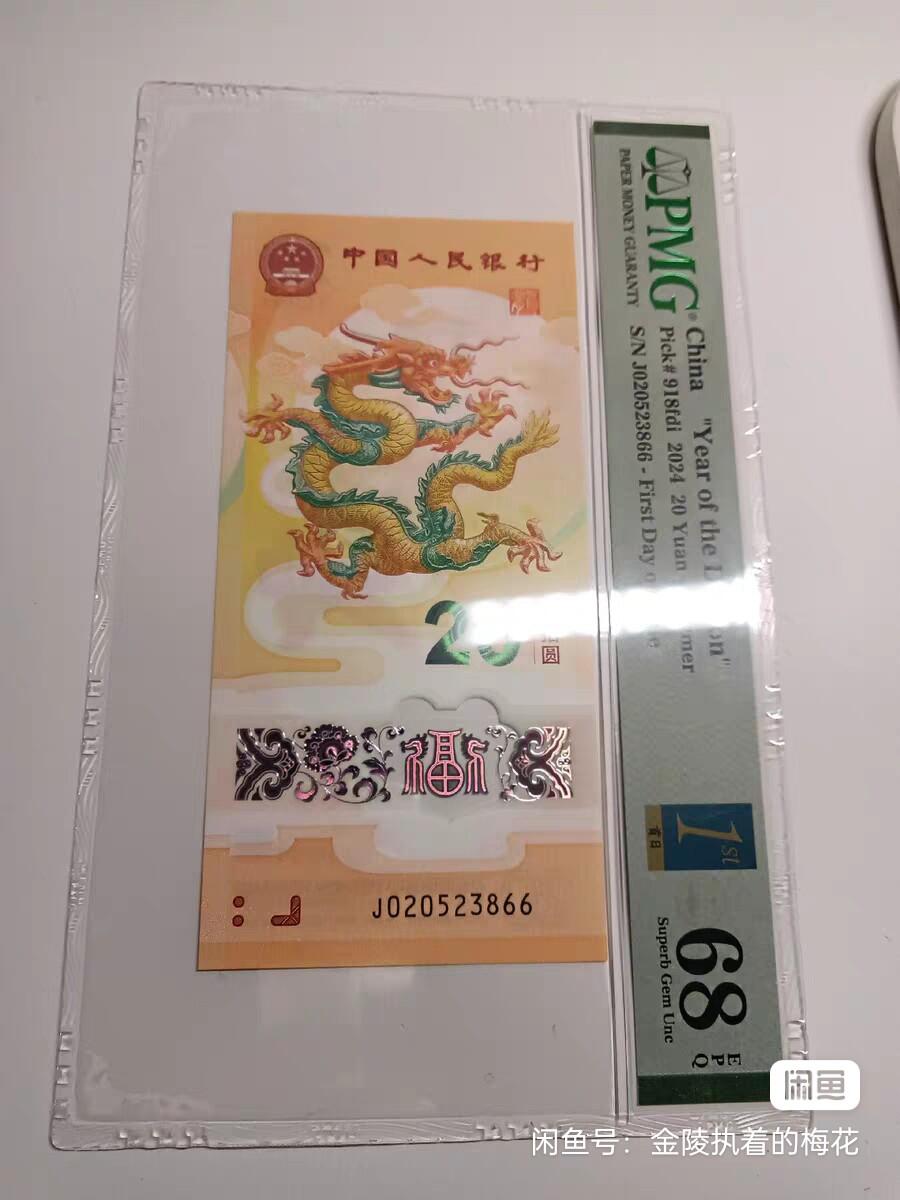 中国人民银行
20
圆
福
J020523866
PMG
PAPER MONEY GUARANTY
China "Year of the
Pick# 918fdi 2024 20 Yuan
S/N J020523866 - First Day
1st
首日
68
EPQ
Superb Gem Unc
闲鱼
闲鱼号：金陵执着的梅花